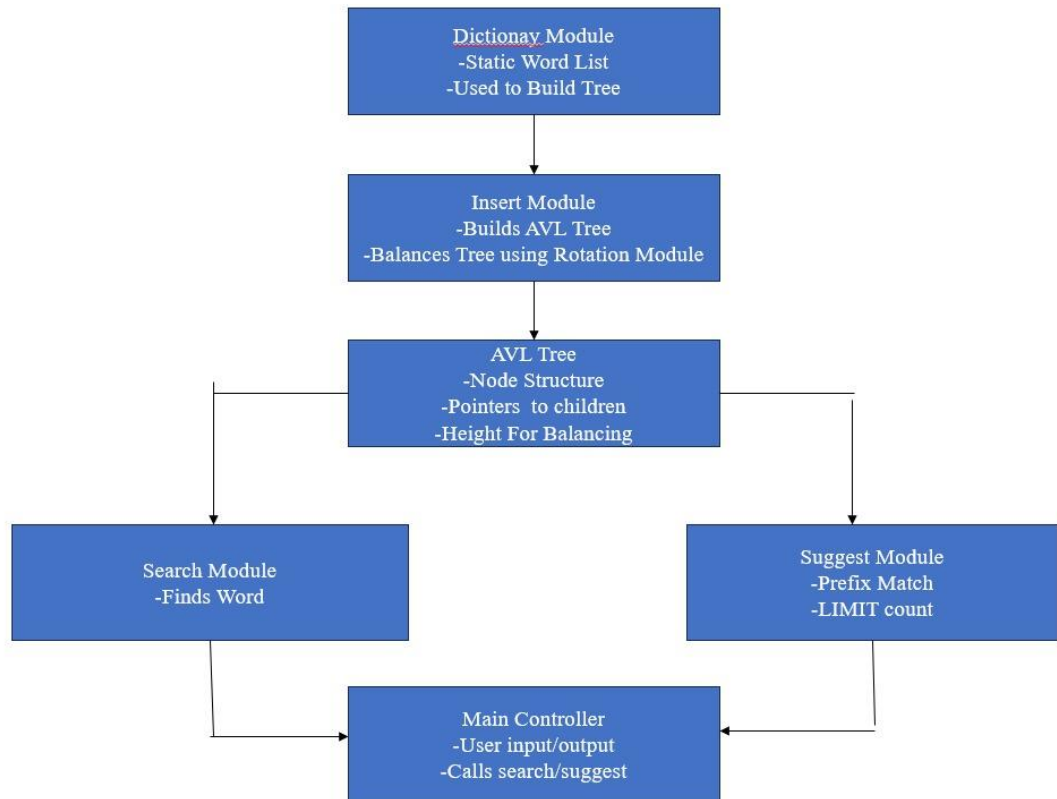 Dictionay Module
-Static Word List
-Used to Build Tree
Insert Module
-Builds AVL Tree
-Balances Tree using Rotation Module
AVL Tree
-Node Structure
-Pointers to children
-Height For Balancing
Search Module
-Finds Word
Suggest Module
-Prefix Match
-LIMIT count
Main Controller
-User input/output
-Calls search/suggest